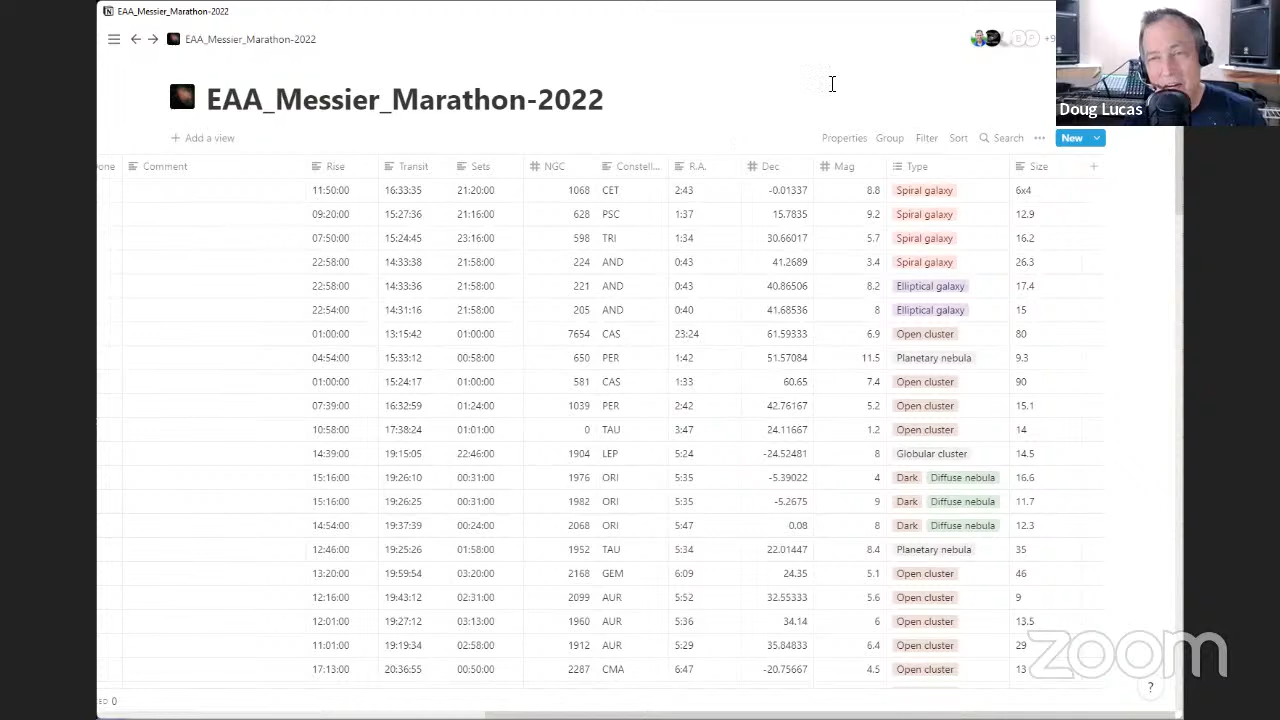 EAA_Messier_Marathon-2022
EAA_Messier_Marathon-2022
+9
Doug Lucas
EAA_Messier_Marathon-2022
+ Add a view
Properties Group Filter Sort Search ••• New
one Comment Rise Transit Sets # NGC Constell... R.A. # Dec # Mag Type Size +
11:50:00 16:33:35 21:20:00 1068 CET 2:43 -0.01337 8.8 Spiral galaxy 6x4
09:20:00 15:27:36 21:16:00 628 PSC 1:37 15.7835 9.2 Spiral galaxy 12.9
07:50:00 15:24:45 23:16:00 598 TRI 1:34 30.66017 5.7 Spiral galaxy 16.2
22:58:00 14:33:38 21:58:00 224 AND 0:43 41.2689 3.4 Spiral galaxy 26.3
22:58:00 14:33:36 21:58:00 221 AND 0:43 40.86506 8.2 Elliptical galaxy 17.4
22:54:00 14:31:16 21:58:00 205 AND 0:40 41.68536 8 Elliptical galaxy 15
01:00:00 13:15:42 01:00:00 7654 CAS 23:24 61.59333 6.9 Open cluster 80
04:54:00 15:33:12 00:58:00 650 PER 1:42 51.57084 11.5 Planetary nebula 9.3
01:00:00 15:24:17 01:00:00 581 CAS 1:33 60.65 7.4 Open cluster 90
07:39:00 16:32:59 01:24:00 1039 PER 2:42 42.76167 5.2 Open cluster 15.1
10:58:00 17:38:24 01:01:00 0 TAU 3:47 24.11667 1.2 Open cluster 14
14:39:00 19:15:05 22:46:00 1904 LEP 5:24 -24.52481 8 Globular cluster 14.5
15:16:00 19:26:10 00:31:00 1976 ORI 5:35 -5.39022 4 Dark Diffuse nebula 16.6
15:16:00 19:26:25 00:31:00 1982 ORI 5:35 -5.2675 9 Dark Diffuse nebula 11.7
14:54:00 19:37:39 00:24:00 2068 ORI 5:47 0.08 8 Dark Diffuse nebula 12.3
12:46:00 19:25:26 01:58:00 1952 TAU 5:34 22.01447 8.4 Planetary nebula 35
13:20:00 19:59:54 03:20:00 2168 GEM 6:09 24.35 5.1 Open cluster 46
12:16:00 19:43:12 02:31:00 2099 AUR 5:52 32.55333 5.6 Open cluster 9
12:01:00 19:27:12 03:13:00 1960 AUR 5:36 34.14 6 Open cluster 13.5
11:01:00 19:19:34 02:58:00 1912 AUR 5:29 35.84833 6.4 Open cluster 29
17:13:00 20:36:55 00:50:00 2287 CMA 6:47 -20.75667 4.5 Open cluster 13
zoom
ED 0
?